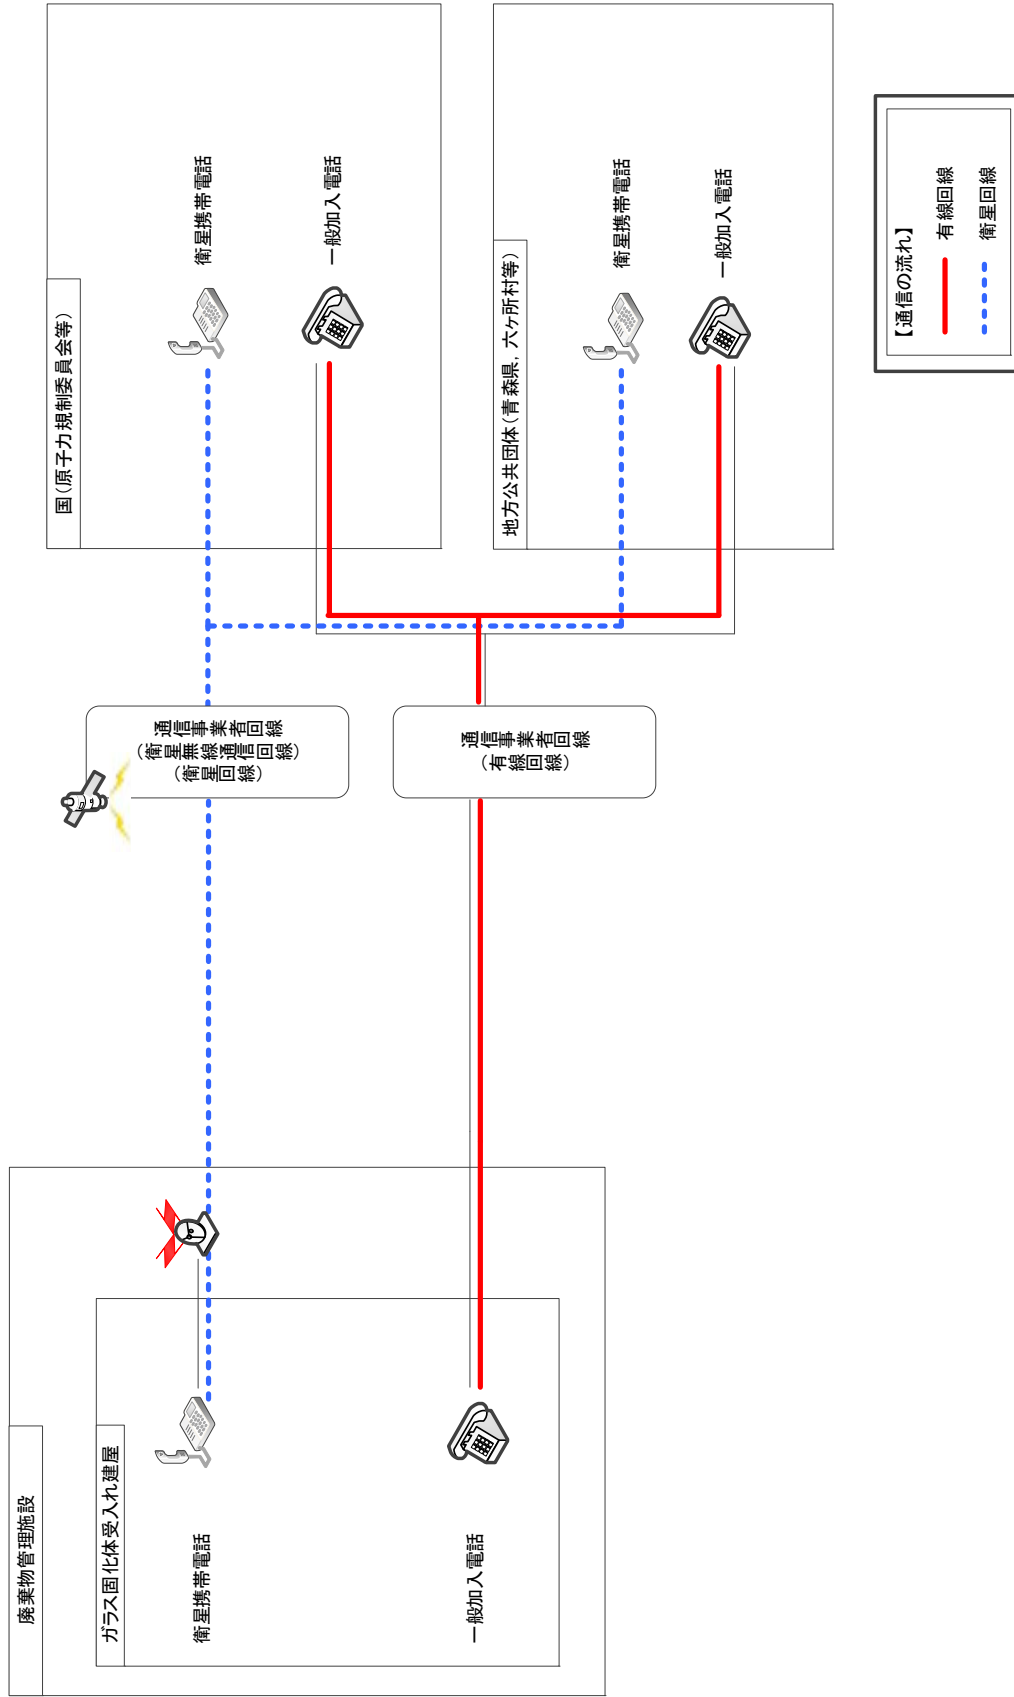 廃棄物管理施設
ガラス固化体受入れ建屋
衛星携帯電話
一般加入電話
通信事業者回線
（衛星無線通信回線）
（衛星回線）
通信事業者回線
（有線回線）
国（原子力規制委員会等）
衛星携帯電話
一般加入電話
地方公共団体（青森県，六ヶ所村等）
衛星携帯電話
一般加入電話
【通信の流れ】
有線回線
衛星回線